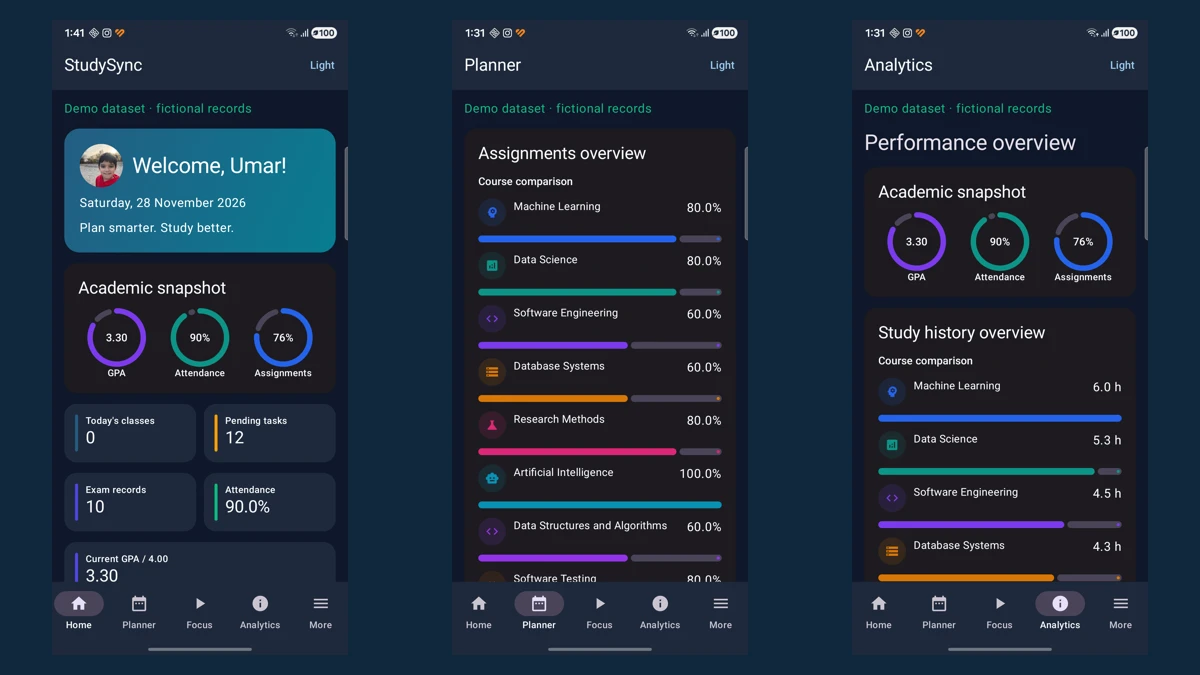 1:41 100
StudySync Light
Demo dataset · fictional records
Welcome, Umar!
Saturday, 28 November 2026
Plan smarter. Study better.
Academic snapshot
3.30 90% 76%
GPA Attendance Assignments
Today's classes
0
Pending tasks
12
Exam records
10
Attendance
90.0%
Current GPA / 4.00
3.30
Home Planner Focus Analytics More
1:31 100
Planner Light
Demo dataset · fictional records
Assignments overview
Course comparison
Machine Learning 80.0%
Data Science 80.0%
Software Engineering 60.0%
Database Systems 60.0%
Research Methods 80.0%
Artificial Intelligence 100.0%
Data Structures and Algorithms 60.0%
Software Testing 80.0%
Home Planner Focus Analytics More
1:31 100
Analytics Light
Demo dataset · fictional records
Performance overview
Academic snapshot
3.30 90% 76%
GPA Attendance Assignments
Study history overview
Course comparison
Machine Learning 6.0 h
Data Science 5.3 h
Software Engineering 4.5 h
Database Systems 4.3 h
Home Planner Focus Analytics More